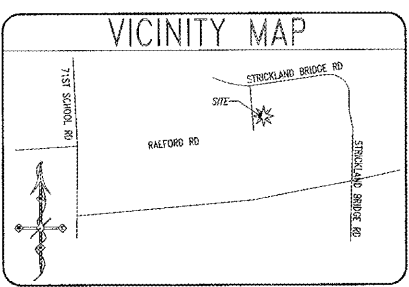 VICINITY MAP
STRICKLAND BRIDGE RD
71ST SCHOOL RD
SITE
RALFORD RD
STRICKLAND BRIDGE RD